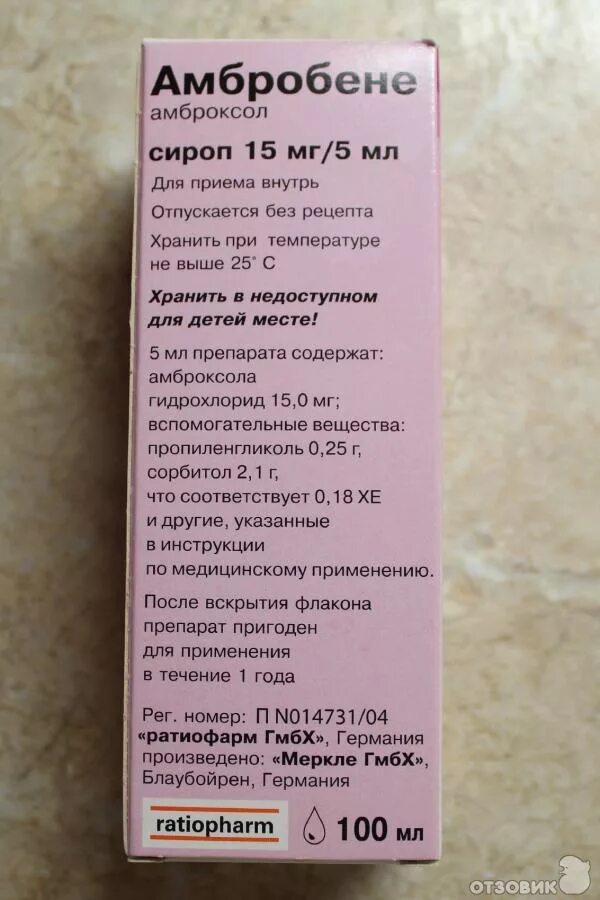 Амбробене
амброксол
сироп 15 мг/5 мл
Для приема внутрь
Отпускается без рецепта
Хранить при температуре
не выше 25° С
Хранить в недоступном
для детей месте!
5 мл препарата содержат:
амброксола
гидрохлорид 15,0 мг;
вспомогательные вещества:
пропиленгликоль 0,25 г,
сорбитол 2,1 г,
что соответствует 0,18 ХЕ
и другие, указанные
в инструкции
по медицинскому применению.
После вскрытия флакона
препарат пригоден
для применения
в течение 1 года
Рег. номер: П N014731/04
«ратиофарм ГмбХ», Германия
произведено: «Меркле ГмбХ»,
Блаубойрен, Германия
ratiopharm 100 мл
ОТЗОВИК